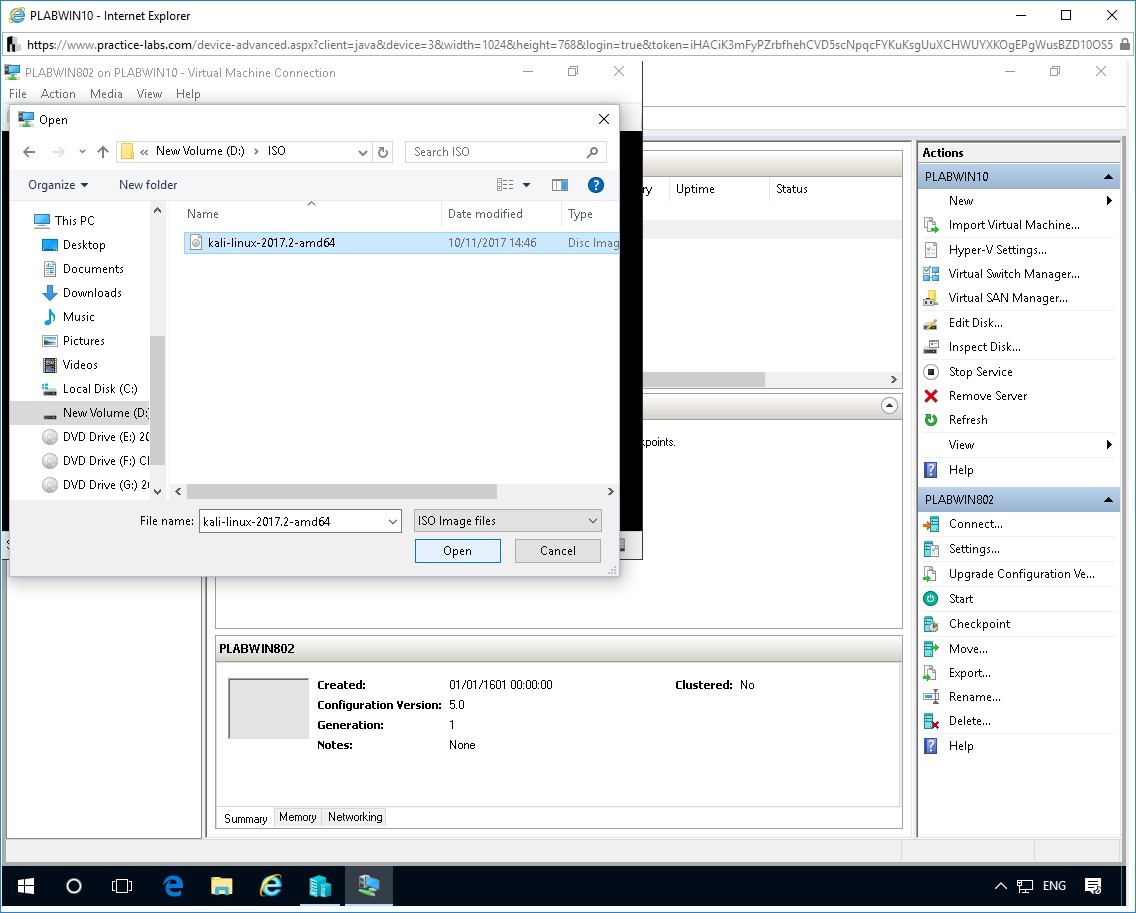 PLABWIN10 - Internet Explorer
https://www.practice-labs.com/device-advanced.aspx?client=java&device=3&width=1024&height=768&login=true&token=iHACiK3mFyPZrbfhehCVD5scNpqcFYKuKsgUuXCHWUYXKOgEPgWusBZD10OS5
PLABWIN802 on PLABWIN10 - Virtual Machine Connection
File Action Media View Help
Open
« New Volume (D:) > ISO
Search ISO
Organize
New folder
This PC
Desktop
Documents
Downloads
Music
Pictures
Videos
Local Disk (C:)
New Volume (D:
DVD Drive (E:) 20
DVD Drive (F:) CI
DVD Drive (G:) 20
Name Date modified Type
kali-linux-2017.2-amd64 10/11/2017 14:46 Disc Imag
File name: kali-linux-2017.2-amd64
ISO Image files
Open Cancel
ry Uptime Status
kpoints.
PLABWIN802
Created: 01/01/1601 00:00:00 Clustered: No
Configuration Version: 5.0
Generation: 1
Notes: None
Summary Memory Networking
Actions
PLABWIN10
New
Import Virtual Machine...
Hyper-V Settings...
Virtual Switch Manager...
Virtual SAN Manager...
Edit Disk...
Inspect Disk...
Stop Service
Remove Server
Refresh
View
Help
PLABWIN802
Connect...
Settings...
Upgrade Configuration Ve...
Start
Checkpoint
Move...
Export...
Rename...
Delete...
Help
ENG